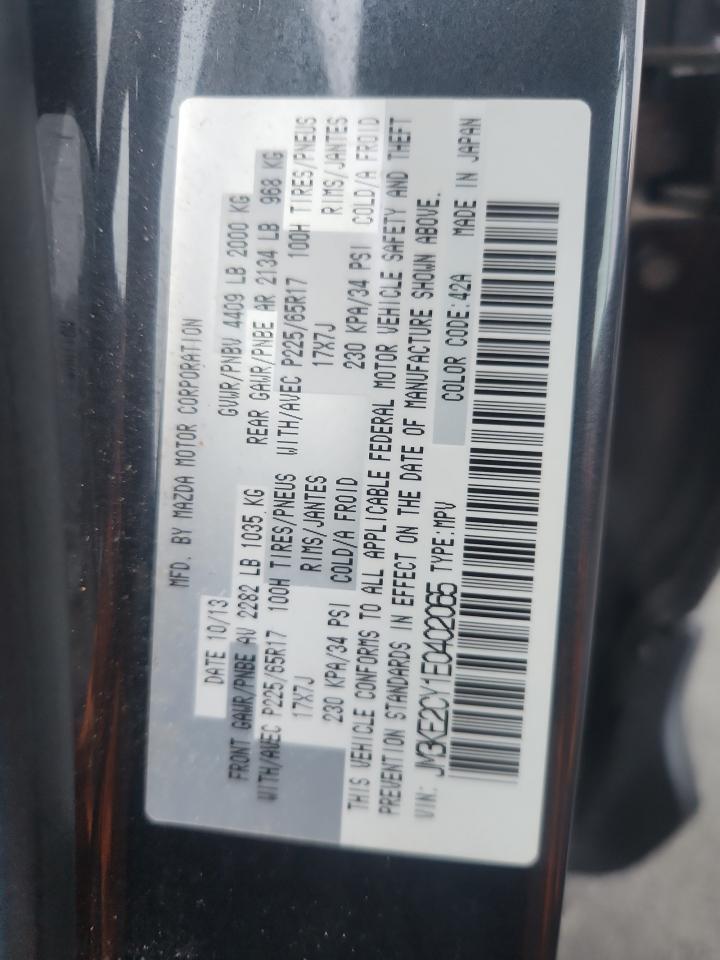 MFD. BY MAZDA MOTOR CORPORATION
DATE 10/13 GVWR/PNBV 4409 LB 2000 KG
FRONT GAWR/PNBE AV 2282 LB 1035 KG REAR GAWR/PNBE AR 2134 LB 968 KG
WITH/AVEC P225/65R17 100H TIRES/PNEUS WITH/AVEC P225/65R17 100H TIRES/PNEUS
17X7J RIMS/JANTES 17X7J RIMS/JANTES
230 KPA/34 PSI COLD/A FROID 230 KPA/34 PSI COLD/A FROID
THIS VEHICLE CONFORMS TO ALL APPLICABLE FEDERAL MOTOR VEHICLE SAFETY AND THEFT
PREVENTION STANDARDS IN EFFECT ON THE DATE OF MANUFACTURE SHOWN ABOVE.
VIN: JM3KE2CY1E0402065 TYPE:MPV COLOR CODE:42A MADE IN JAPAN